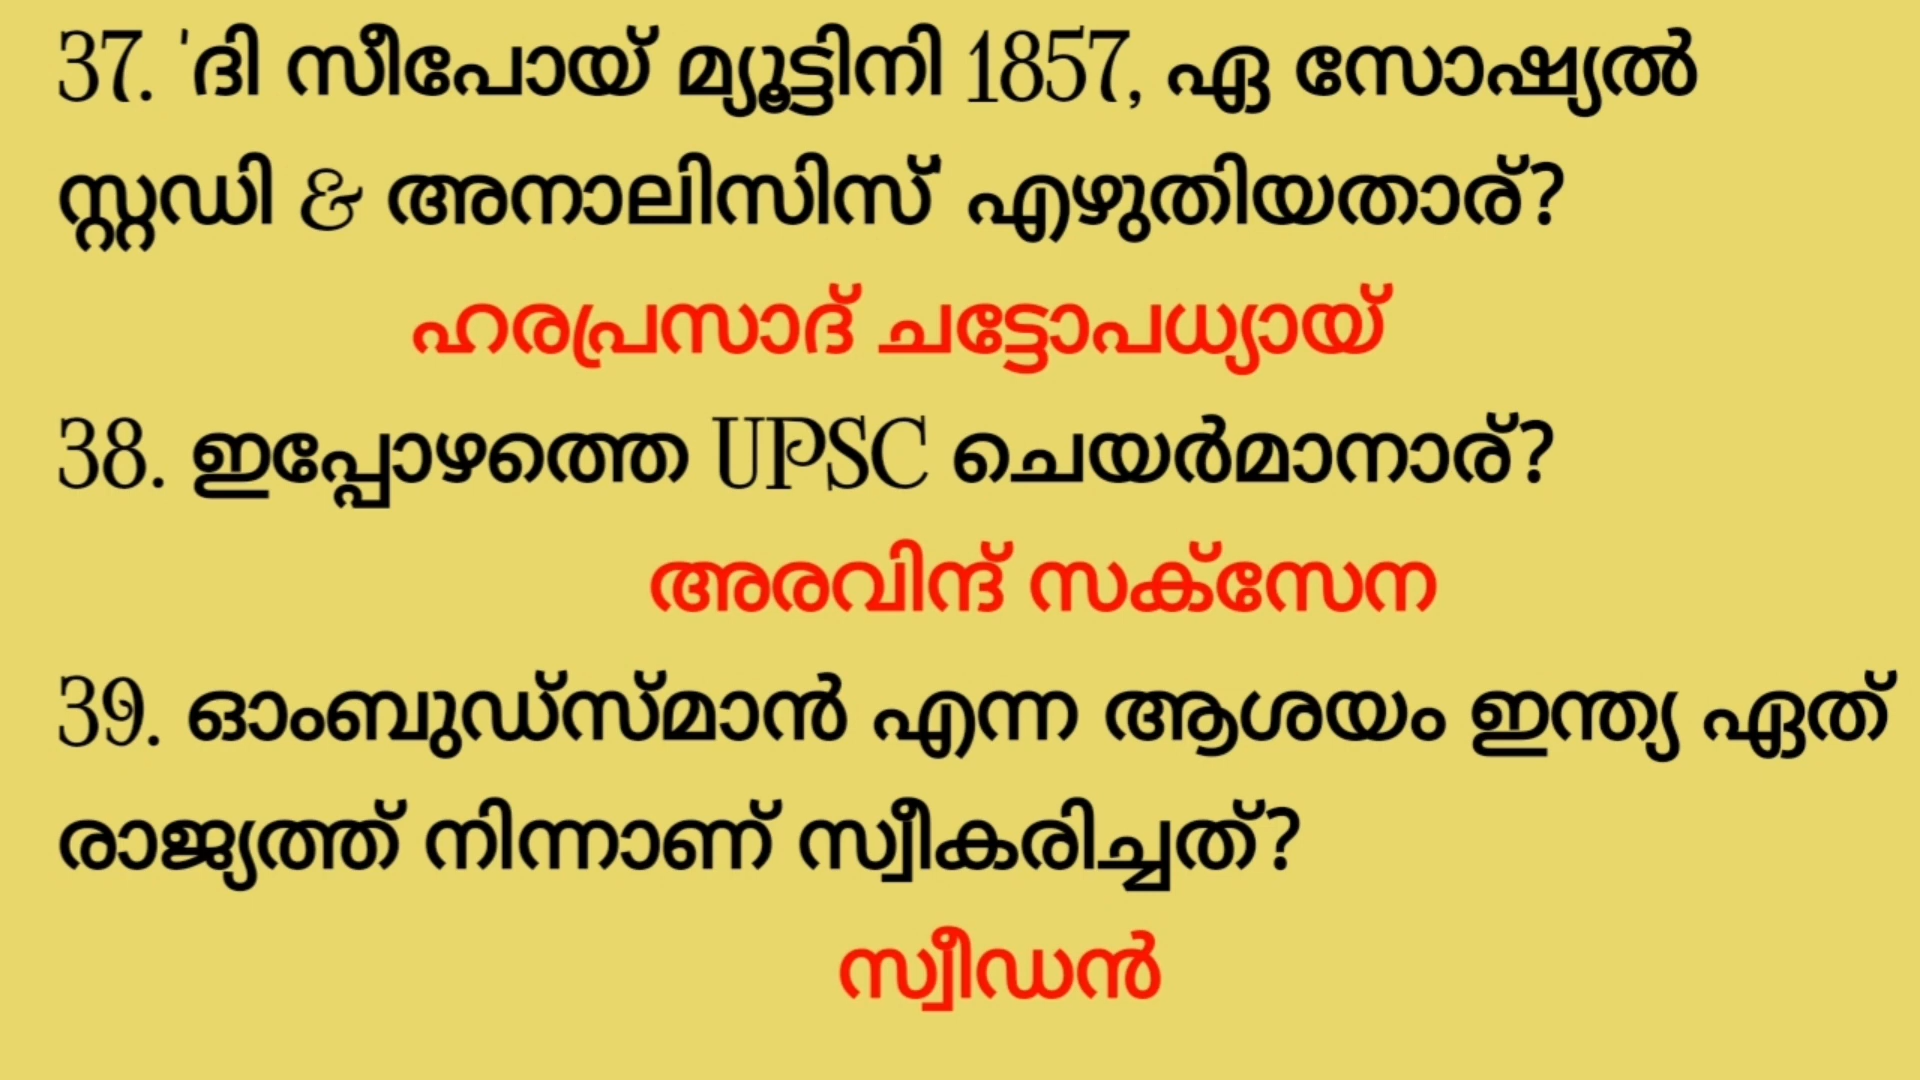 37. 'ദി സീപോയ് മ്യൂട്ടിനി 1857, ഏ സോഷ്യൽ
സ്റ്റഡി & അനാലിസിസ്' എഴുതിയതാര്?
ഹരപ്രസാദ് ചട്ടോപധ്യായ്
38. ഇപ്പോഴത്തെ UPSC ചെയർമാനാര്?
അരവിന്ദ് സക്സേന
39. ഓംബുഡ്സ്മാൻ എന്ന ആശയം ഇന്ത്യ ഏത്
രാജ്യത്ത് നിന്നാണ് സ്വീകരിച്ചത്?
സ്വീഡൻ